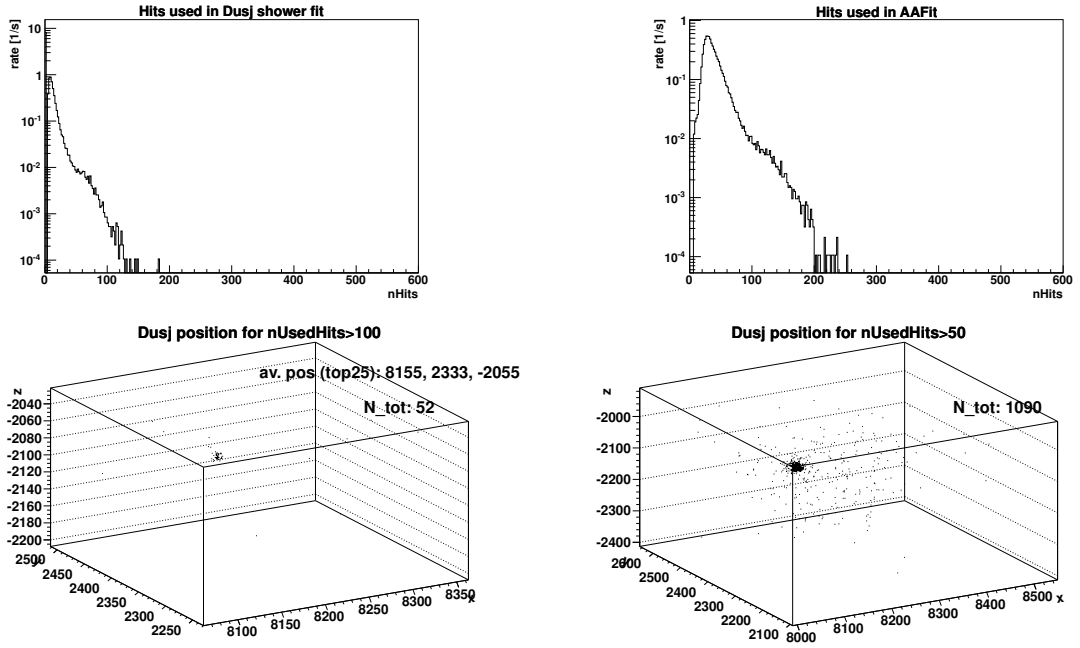 Hits used in Dusj shower fit
rate [1/s]
10
1
10-1
10-2
10-3
10-4
0 100 200 300 400 500 600
nHits
Hits used in AAFit
rate [1/s]
1
10-1
10-2
10-3
10-4
0 100 200 300 400 500 600
nHits
Dusj position for nUsedHits>100
av. pos (top25): 8155, 2333, -2055
N_tot: 52
z
-2040
-2060
-2080
-2100
-2120
-2140
-2160
-2180
-2200
2500
2450
2400
2350
2300
2250
8100 8150 8200 8250 8300 8350 x
Dusj position for nUsedHits>50
N_tot: 1090
z
-2000
-2100
-2200
-2300
-2400
2600
2500
2400
2300
2200
2100
8000 8100 8200 8300 8400 8500 x